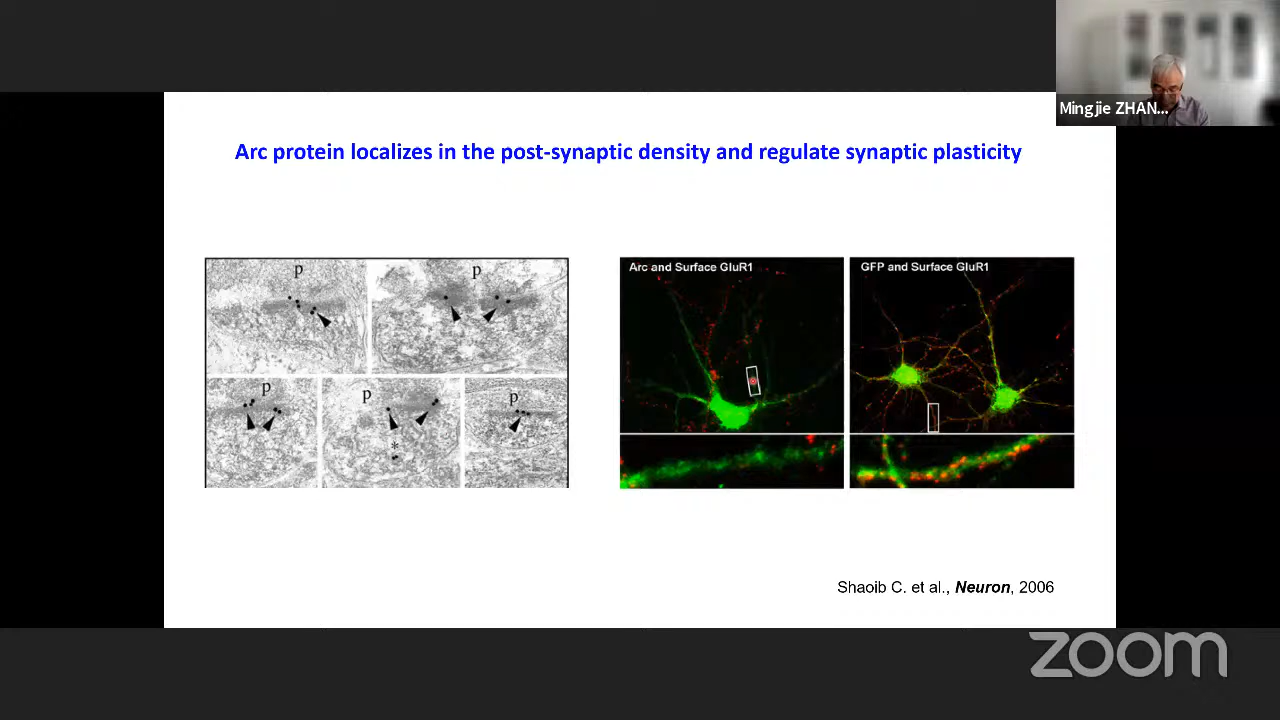 Mingjie ZHAN...
Arc protein localizes in the post-synaptic density and regulate synaptic plasticity
p
p
p
p
p
*
Arc and Surface GluR1
GFP and Surface GluR1
Shaoib C. et al., Neuron, 2006
zoom